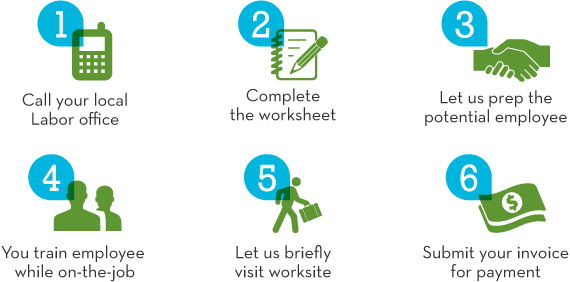 1
Call your local
Labor office
2
Complete
the worksheet
3
Let us prep the
potential employee
4
You train employee
while on-the-job
5
Let us briefly
visit worksite
6
$
Submit your invoice
for payment